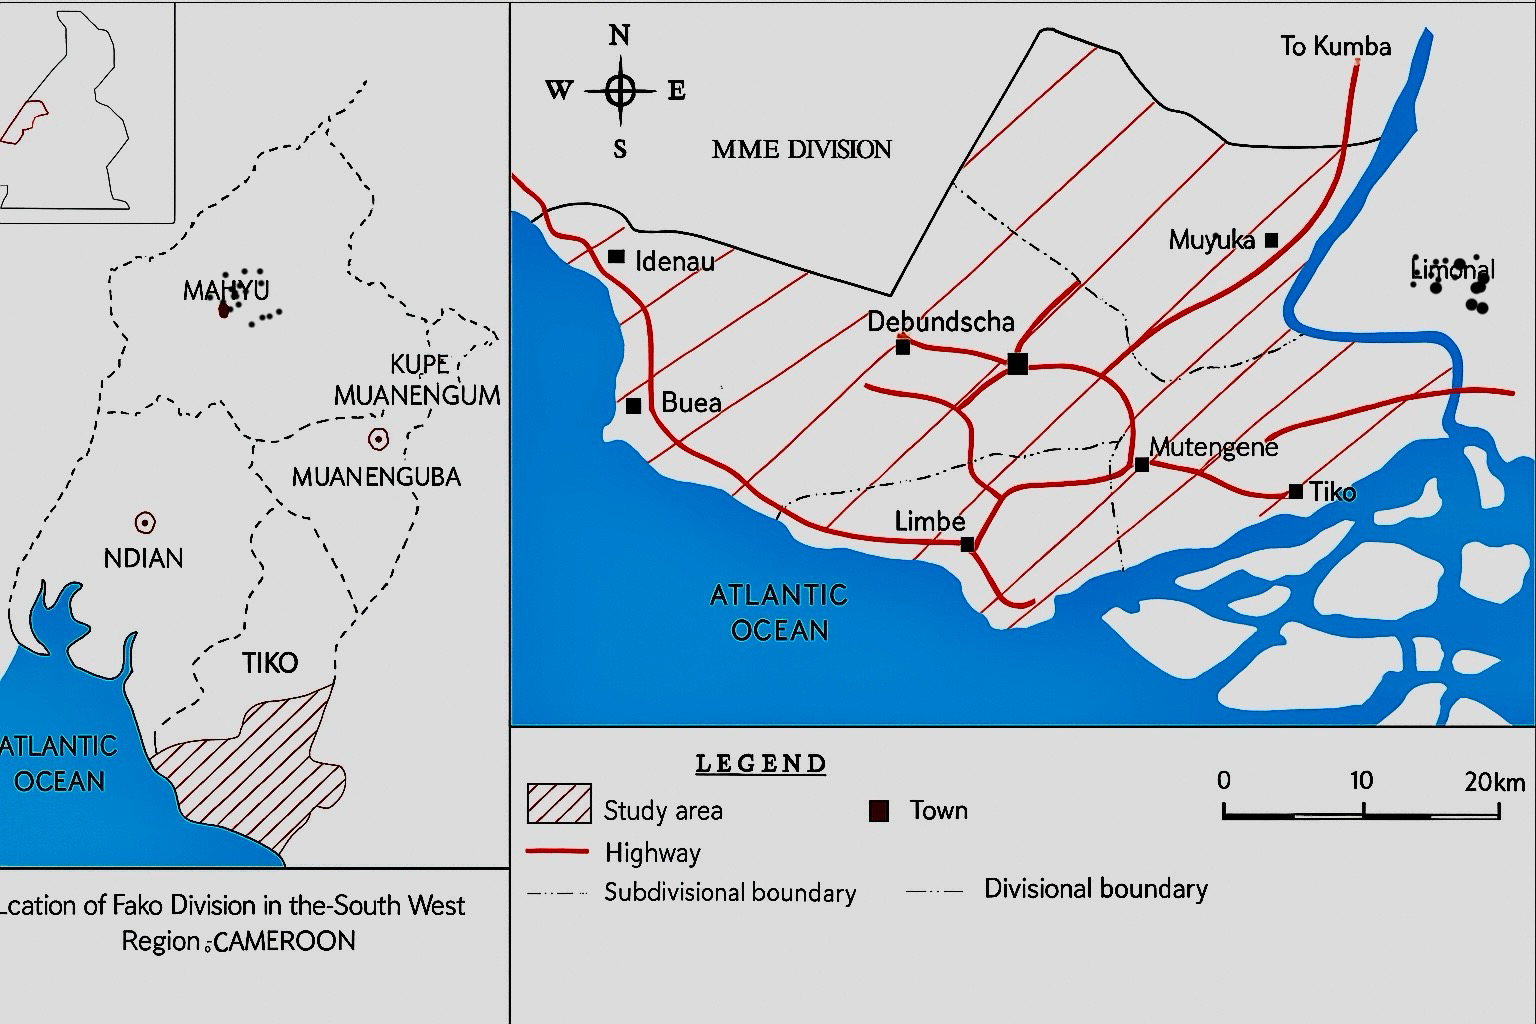 MAHYU
KUPE
MUANENGUM
MUANENGUBA
NDIAN
TIKO
ATLANTIC
OCEAN
Lcation of Fako Division in the-South West
Region, CAMEROON
N
W E
S
MME DIVISION
To Kumba
Muyuka
Limonal
Idenau
Debundscha
Buea
Mutengene
Tiko
Limbe
ATLANTIC
OCEAN
LEGEND
Study area
Town
Highway
Subdivisional boundary
Divisional boundary
0 10 20km